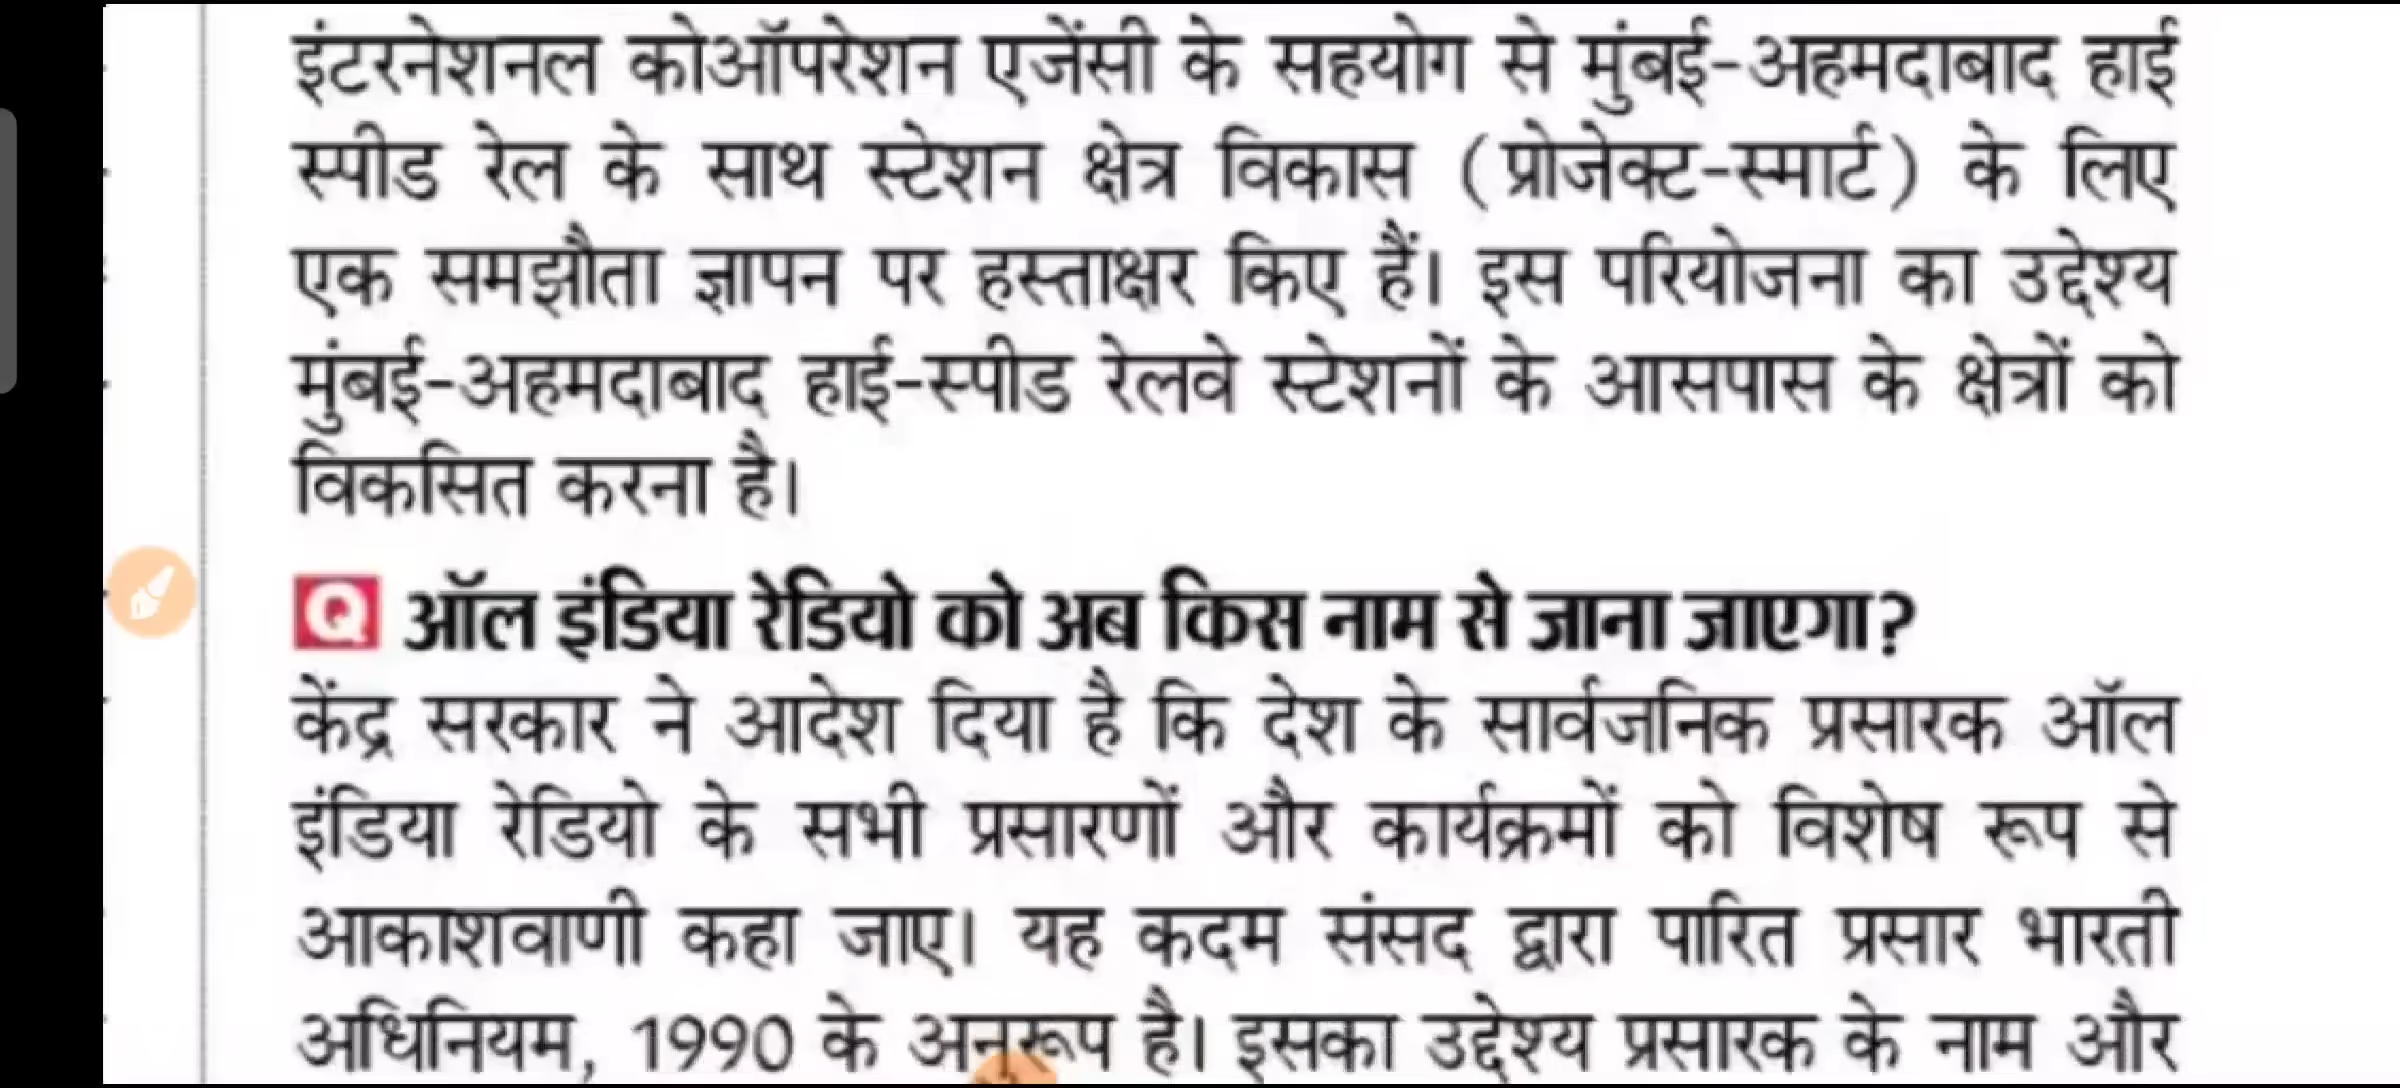 इंटरनेशनल कोऑपरेशन एजेंसी के सहयोग से मुंबई-अहमदाबाद हाई
स्पीड रेल के साथ स्टेशन क्षेत्र विकास (प्रोजेक्ट-स्मार्ट) के लिए
एक समझौता ज्ञापन पर हस्ताक्षर किए हैं। इस परियोजना का उद्देश्य
मुंबई-अहमदाबाद हाई-स्पीड रेलवे स्टेशनों के आसपास के क्षेत्रों को
विकसित करना है।
Q ऑल इंडिया रेडियो को अब किस नाम से जाना जाएगा?
केंद्र सरकार ने आदेश दिया है कि देश के सार्वजनिक प्रसारक ऑल
इंडिया रेडियो के सभी प्रसारणों और कार्यक्रमों को विशेष रूप से
आकाशवाणी कहा जाए। यह कदम संसद द्वारा पारित प्रसार भारती
अधिनियम, 1990 के अनुरूप है। इसका उद्देश्य प्रसारक के नाम और